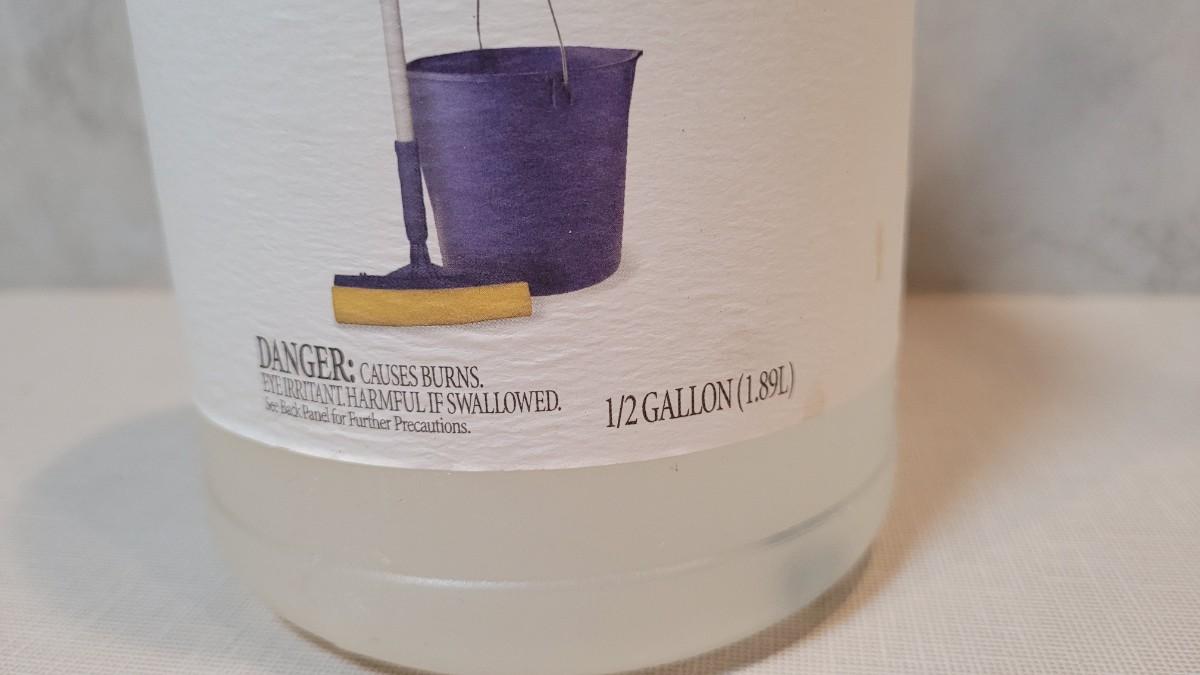 DANGER: CAUSES BURNS.
EYE IRRITANT. HARMFUL IF SWALLOWED.
See Back Panel for Further Precautions.
1/2 GALLON (1.89L)